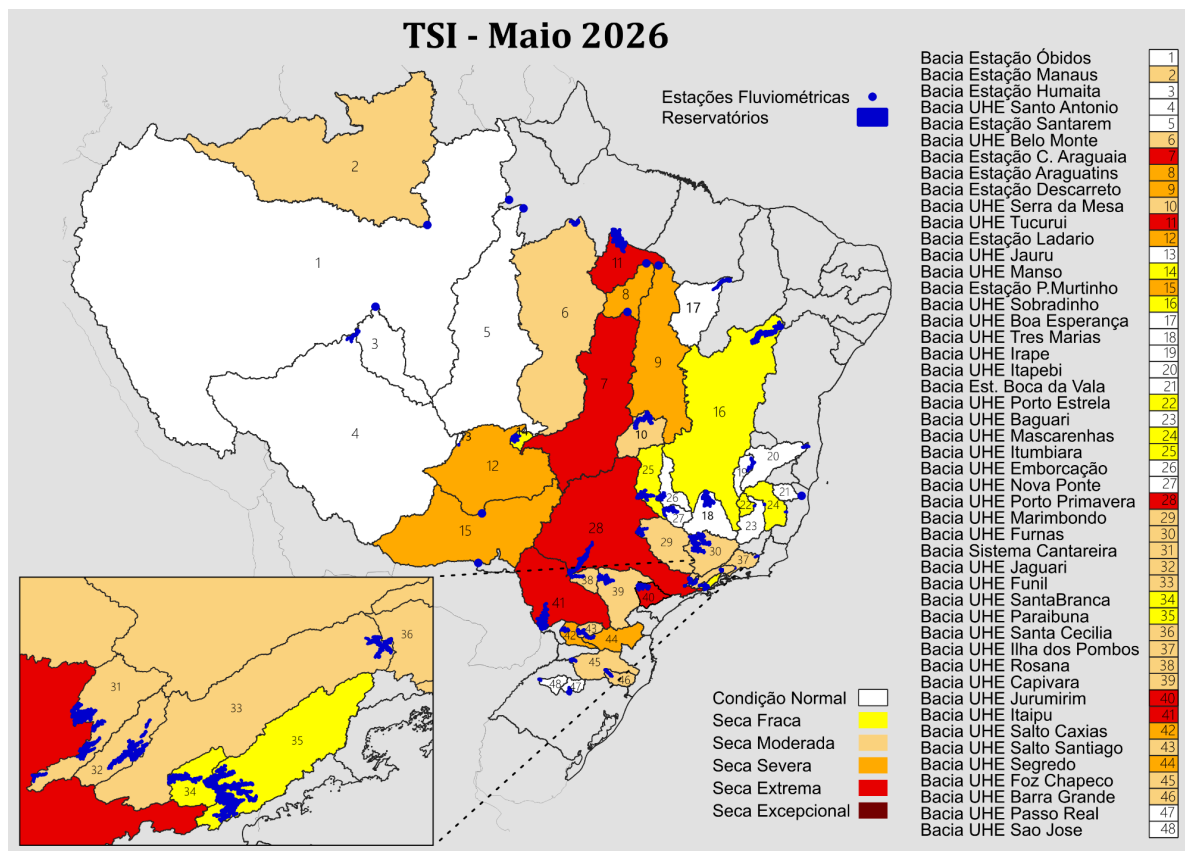 TSI - Maio 2026
Estações Fluviométricas
Reservatórios
Bacia Estação Óbidos 1
Bacia Estação Manaus 2
Bacia Estação Humaita 3
Bacia UHE Santo Antonio 4
Bacia Estação Santarem 5
Bacia UHE Belo Monte 6
Bacia Estação C. Araguaia 7
Bacia Estação Araguatins 8
Bacia Estação Descarreto 9
Bacia UHE Serra da Mesa 10
Bacia UHE Tucurui 11
Bacia Estação Ladario 12
Bacia UHE Jauru 13
Bacia UHE Manso 14
Bacia Estação P.Murtinho 15
Bacia UHE Sobradinho 16
Bacia UHE Boa Esperança 17
Bacia UHE Tres Marias 18
Bacia UHE Irape 19
Bacia UHE Itapebi 20
Bacia Est. Boca da Vala 21
Bacia UHE Porto Estrela 22
Bacia UHE Baguari 23
Bacia UHE Mascarenhas 24
Bacia UHE Itumbiara 25
Bacia UHE Emborcação 26
Bacia UHE Nova Ponte 27
Bacia UHE Porto Primavera 28
Bacia UHE Marimbondo 29
Bacia UHE Furnas 30
Bacia Sistema Cantareira 31
Bacia UHE Jaguari 32
Bacia UHE Funil 33
Bacia UHE SantaBranca 34
Bacia UHE Paraibuna 35
Bacia UHE Santa Cecilia 36
Bacia UHE Ilha dos Pombos 37
Bacia UHE Rosana 38
Bacia UHE Capivara 39
Bacia UHE Jurumirim 40
Bacia UHE Itaipu 41
Bacia UHE Salto Caxias 42
Bacia UHE Salto Santiago 43
Bacia UHE Segredo 44
Bacia UHE Foz Chapeco 45
Bacia UHE Barra Grande 46
Bacia UHE Passo Real 47
Bacia UHE Sao Jose 48
2
1
11
8
6
17
3
5
7
9
16
4
13
14
10
12
25
20
19
26
21
22
24
27
18
23
15
28
29
30
37
38
39
40
41
43
42
44
45
46
48
47
36
31
33
35
32
34
Condição Normal
Seca Fraca
Seca Moderada
Seca Severa
Seca Extrema
Seca Excepcional